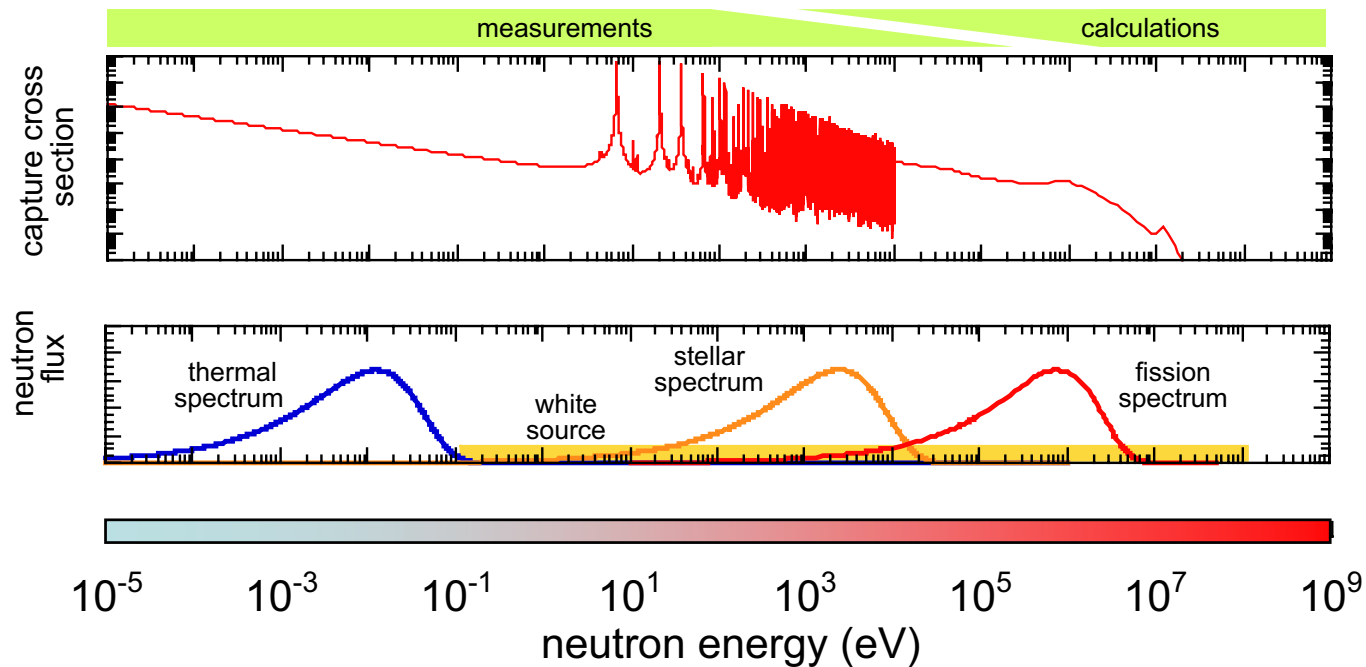 measurements
calculations
capture cross
section
neutron
flux
thermal
spectrum
white
source
stellar
spectrum
fission
spectrum
10⁻⁵ 10⁻³ 10⁻¹ 10¹ 10³ 10⁵ 10⁷ 10⁹
neutron energy (eV)